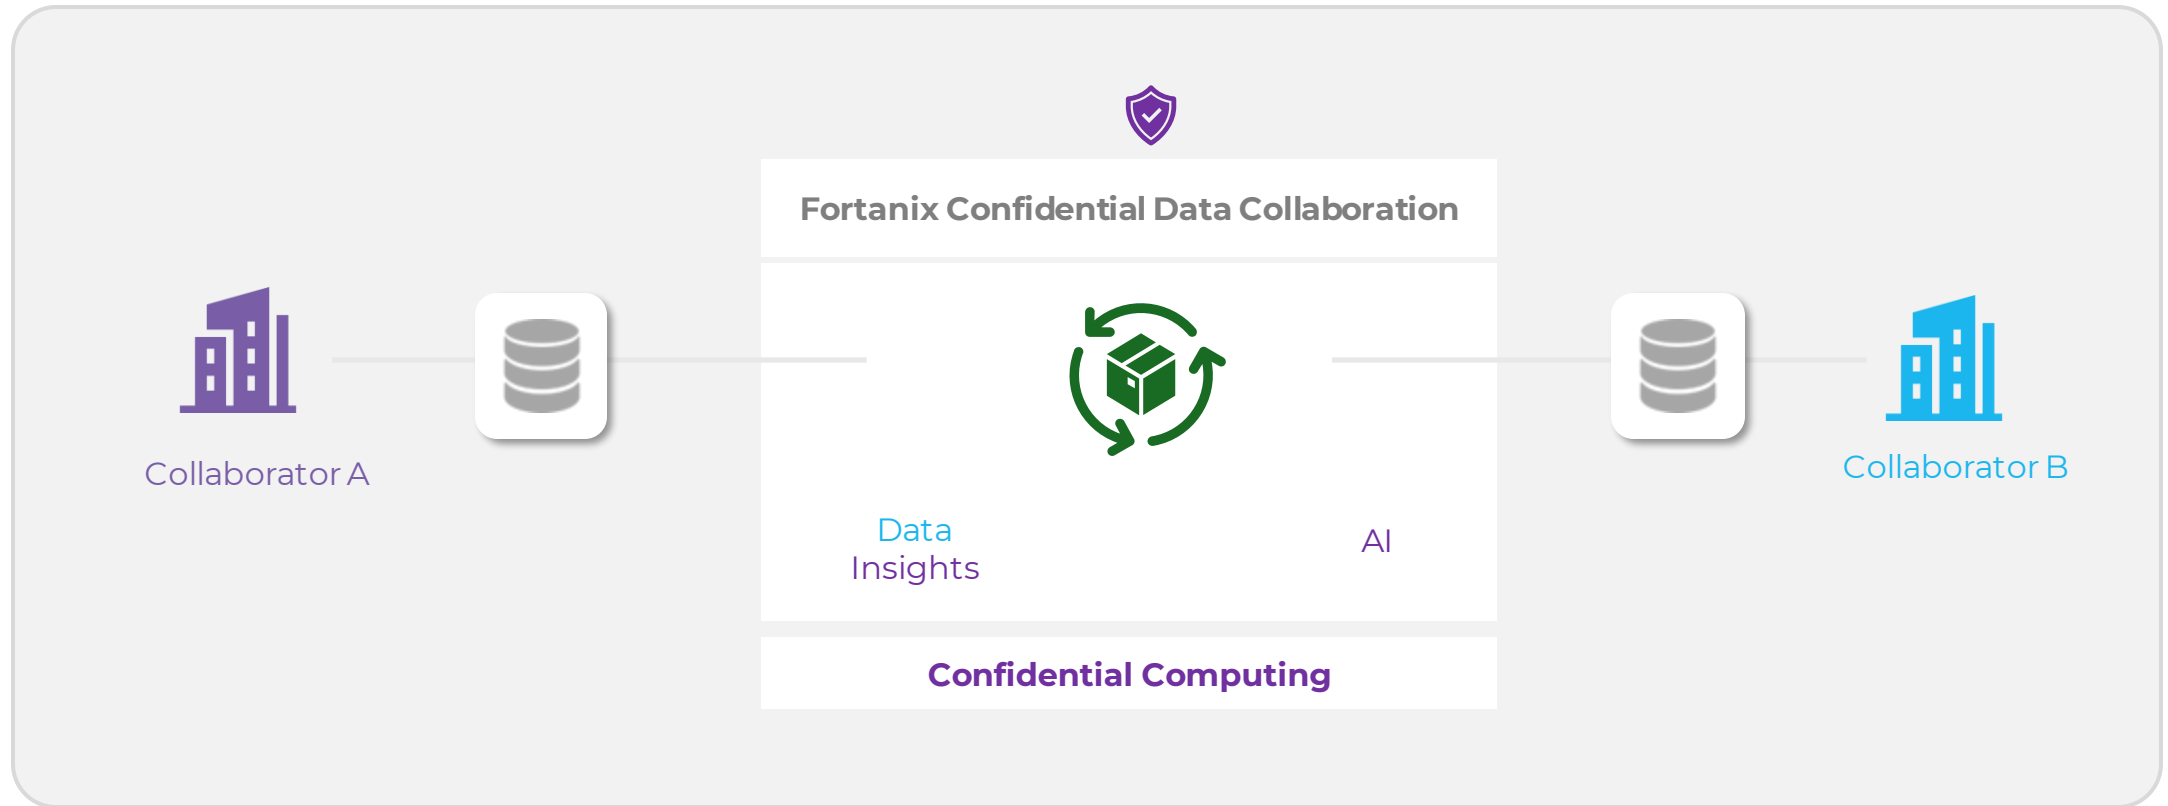 Fortanix Confidential Data Collaboration
Collaborator A
Collaborator B
Data
Insights
AI
Confidential Computing